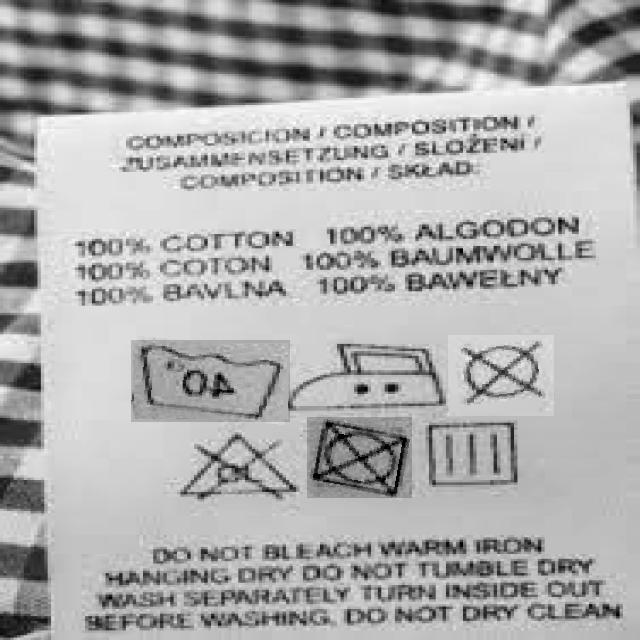 COMPOSICION / COMPOSITION /
ZUSAMMENSETZUNG / SLOŽENI /
COMPOSITION / SKŁAD:
100% COTTON 100% ALGODON
100% COTON 100% BAUMWOLLE
100% BAVLNA 100% BAWEŁNY
40°
DO NOT BLEACH WARM IRON
HANGING DRY DO NOT TUMBLE DRY
WASH SEPARATELY TURN INSIDE OUT
BEFORE WASHING, DO NOT DRY CLEAN